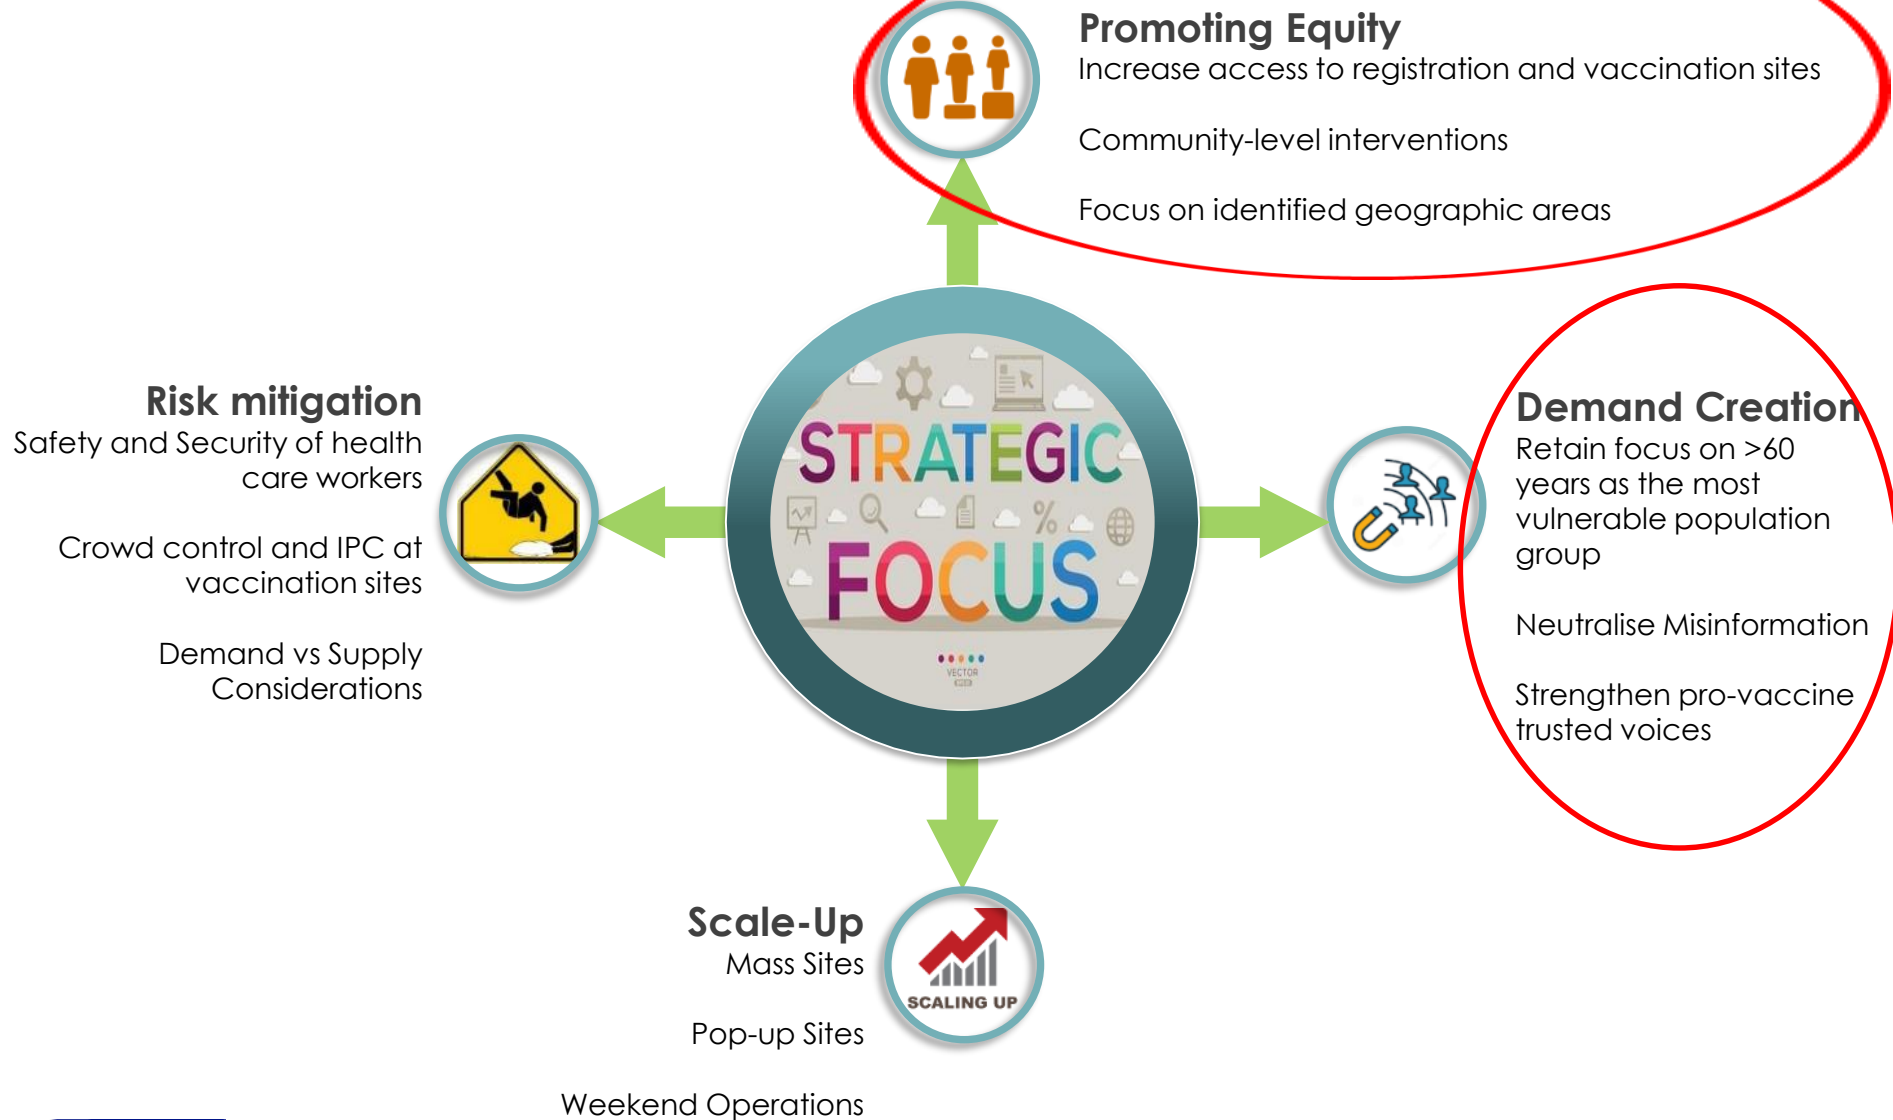 Promoting Equity
Increase access to registration and vaccination sites
Community-level interventions
Focus on identified geographic areas
Risk mitigation
Safety and Security of health
care workers
Crowd control and IPC at
vaccination sites
Demand vs Supply
Considerations
STRATEGIC
%
FOCUS
VECTOR
Demand Creation
Retain focus on >60
years as the most
vulnerable population
group
Neutralise Misinformation
Strengthen pro-vaccine
trusted voices
Scale-Up
Mass Sites
Pop-up Sites
Weekend Operations
SCALING UP